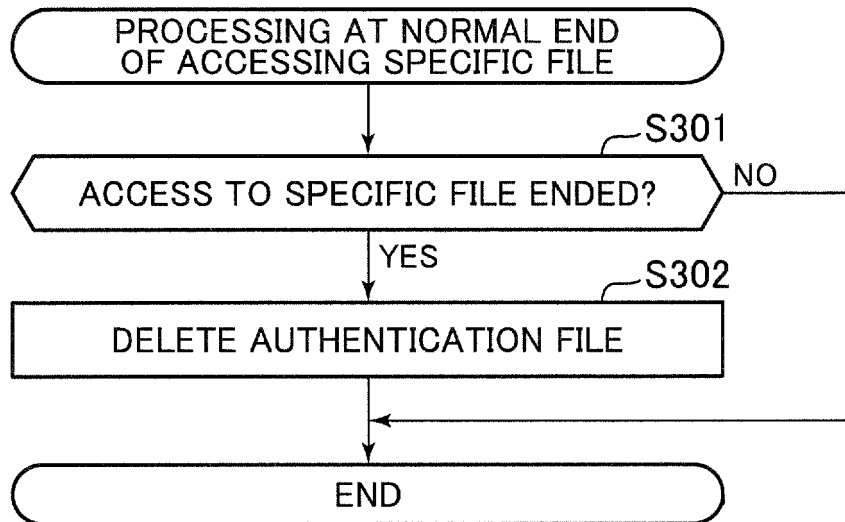 PROCESSING AT NORMAL END
OF ACCESSING SPECIFIC FILE
S301
ACCESS TO SPECIFIC FILE ENDED?
NO
YES
S302
DELETE AUTHENTICATION FILE
END